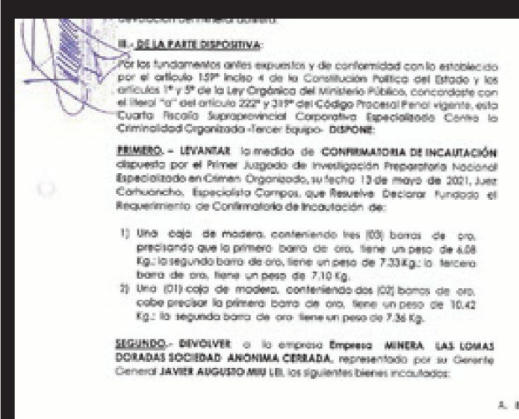 devolución del mineral aurífero.
III.- DE LA PARTE DISPOSITIVA:
Por los fundamentos antes expuestos y de conformidad con lo establecido
por el artículo 159° inciso 4 de la Constitución Política del Estado y los
artículos 1° y 5° de la Ley Orgánica del Ministerio Público, concordante con
el literal "a" del artículo 222° y 319° del Código Procesal Penal vigente, esta
Cuarta Fiscalía Supraprovincial Corporativa Especializada Contra la
Criminalidad Organizada -Tercer Equipo- DISPONE:
PRIMERO. - LEVANTAR la medida de CONFIRMATORIA DE INCAUTACIÓN
dispuesta por el Primer Juzgado de Investigación Preparatoria Nacional
Especializado en Crimen Organizado, su fecha 13 de mayo de 2021, Juez
Carhuancho, Especialista Campos, que Resuelve Declarar Fundado el
Requerimiento de Confirmatoria de Incautación de:
1) Una caja de madera, conteniendo tres (03) barras de oro,
precisando que la primera barra de oro, tiene un peso de 6.08
Kg.; la segunda barra de oro, tiene un peso de 7.33 Kg.; la tercera
barra de oro, tiene un peso de 7.10 Kg.
2) Una (01) caja de madera, conteniendo dos (02) barras de oro,
cabe precisar la primera barra de oro, tiene un peso de 10.42
Kg.; la segunda barra de oro tiene un peso de 7.36 Kg.
SEGUNDO.- DEVOLVER a la empresa Empresa MINERA LAS LOMAS
DORADAS SOCIEDAD ANONIMA CERRADA, representado por su Gerente
General JAVIER AUGUSTO MIU LEI, los siguientes bienes incautados:
A.